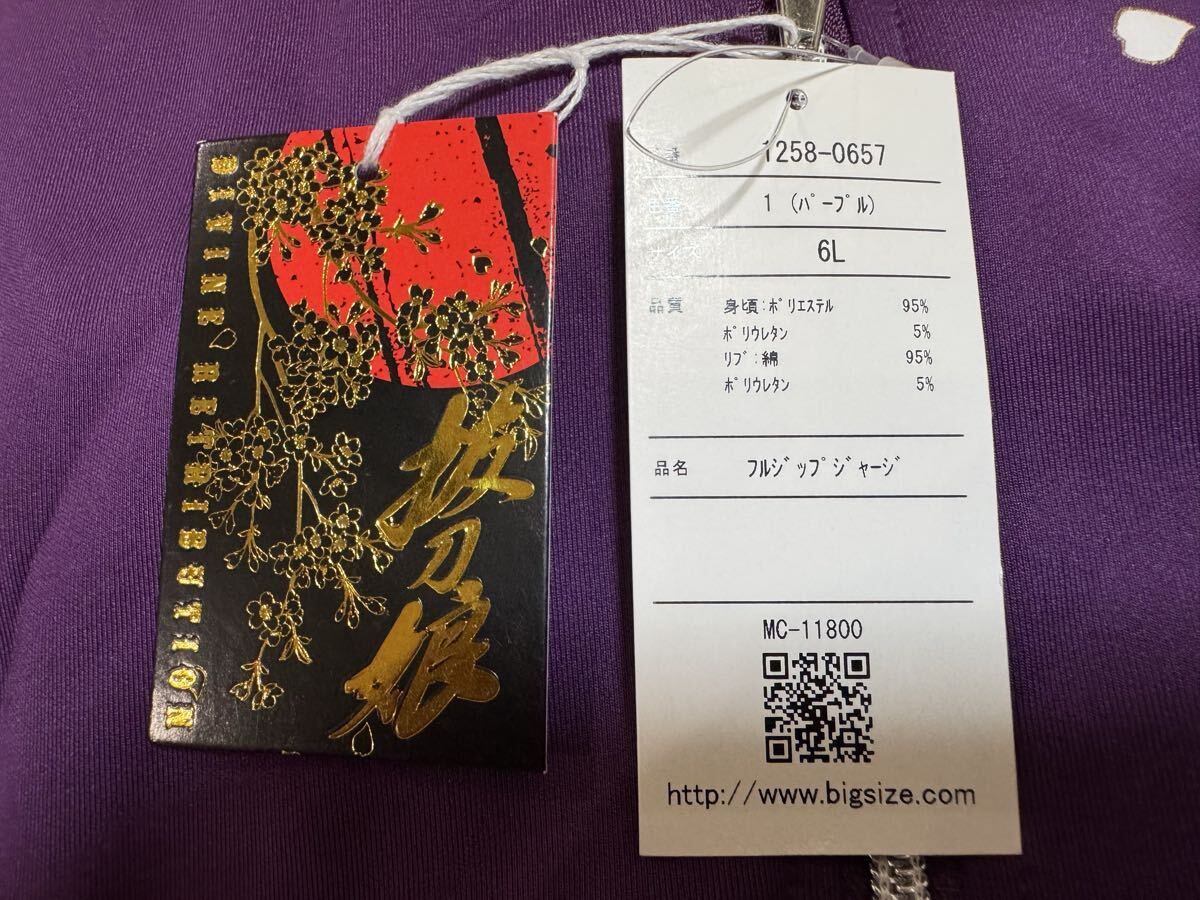 DIVINE RETRIBUTION
抜刀娘
1258-0657
1 (ﾊﾟｰﾌﾟﾙ)
サイズ 6L
品質 身頃:ﾎﾟﾘｴｽﾃﾙ 95%
ﾎﾟﾘｳﾚﾀﾝ 5%
ﾘﾌﾞ:綿 95%
ﾎﾟﾘｳﾚﾀﾝ 5%
品名 ﾌﾙｼﾞｯﾌﾟｼﾞｬｰｼﾞ
MC-11800
http://www.bigsize.com